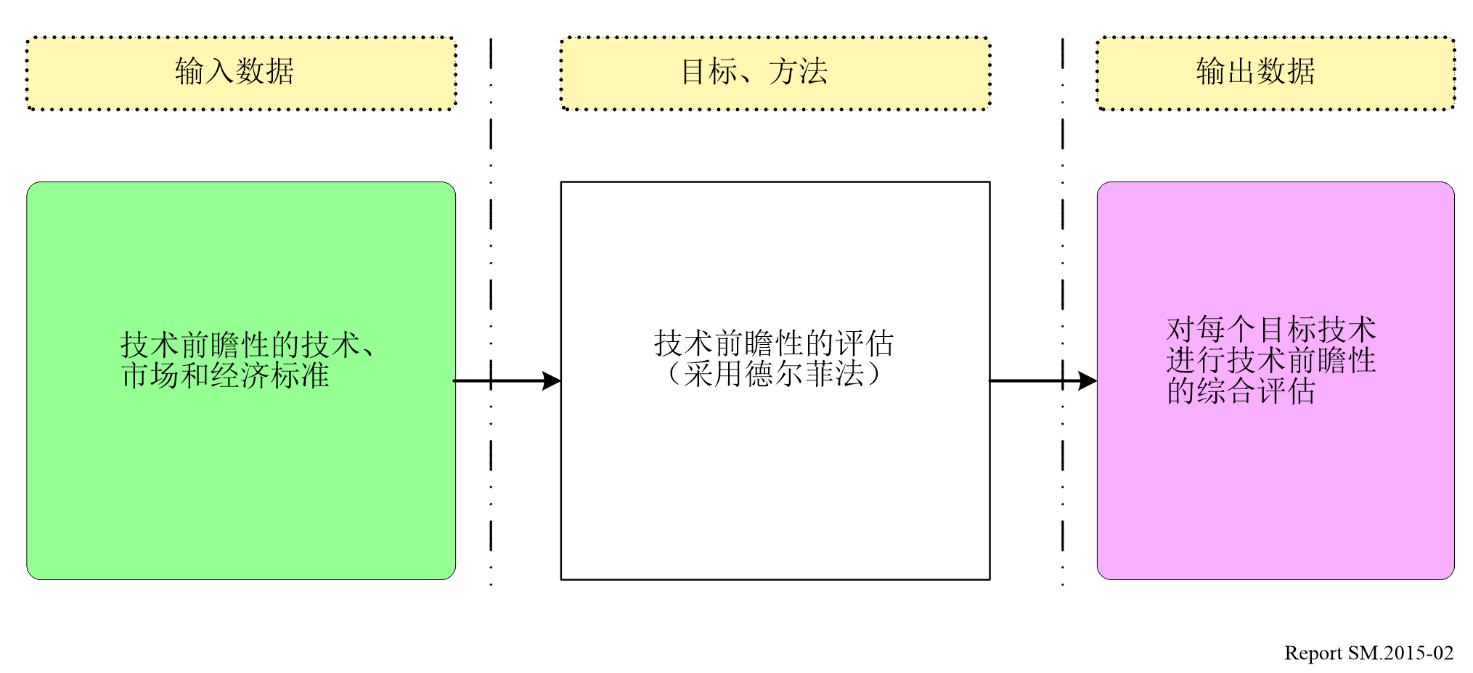 输入数据
目标、方法
输出数据
技术前瞻性的技术、
市场和经济标准
技术前瞻性的评估
（采用德尔菲法）
对每个目标技术
进行技术前瞻性
的综合评估
Report SM.2015-02